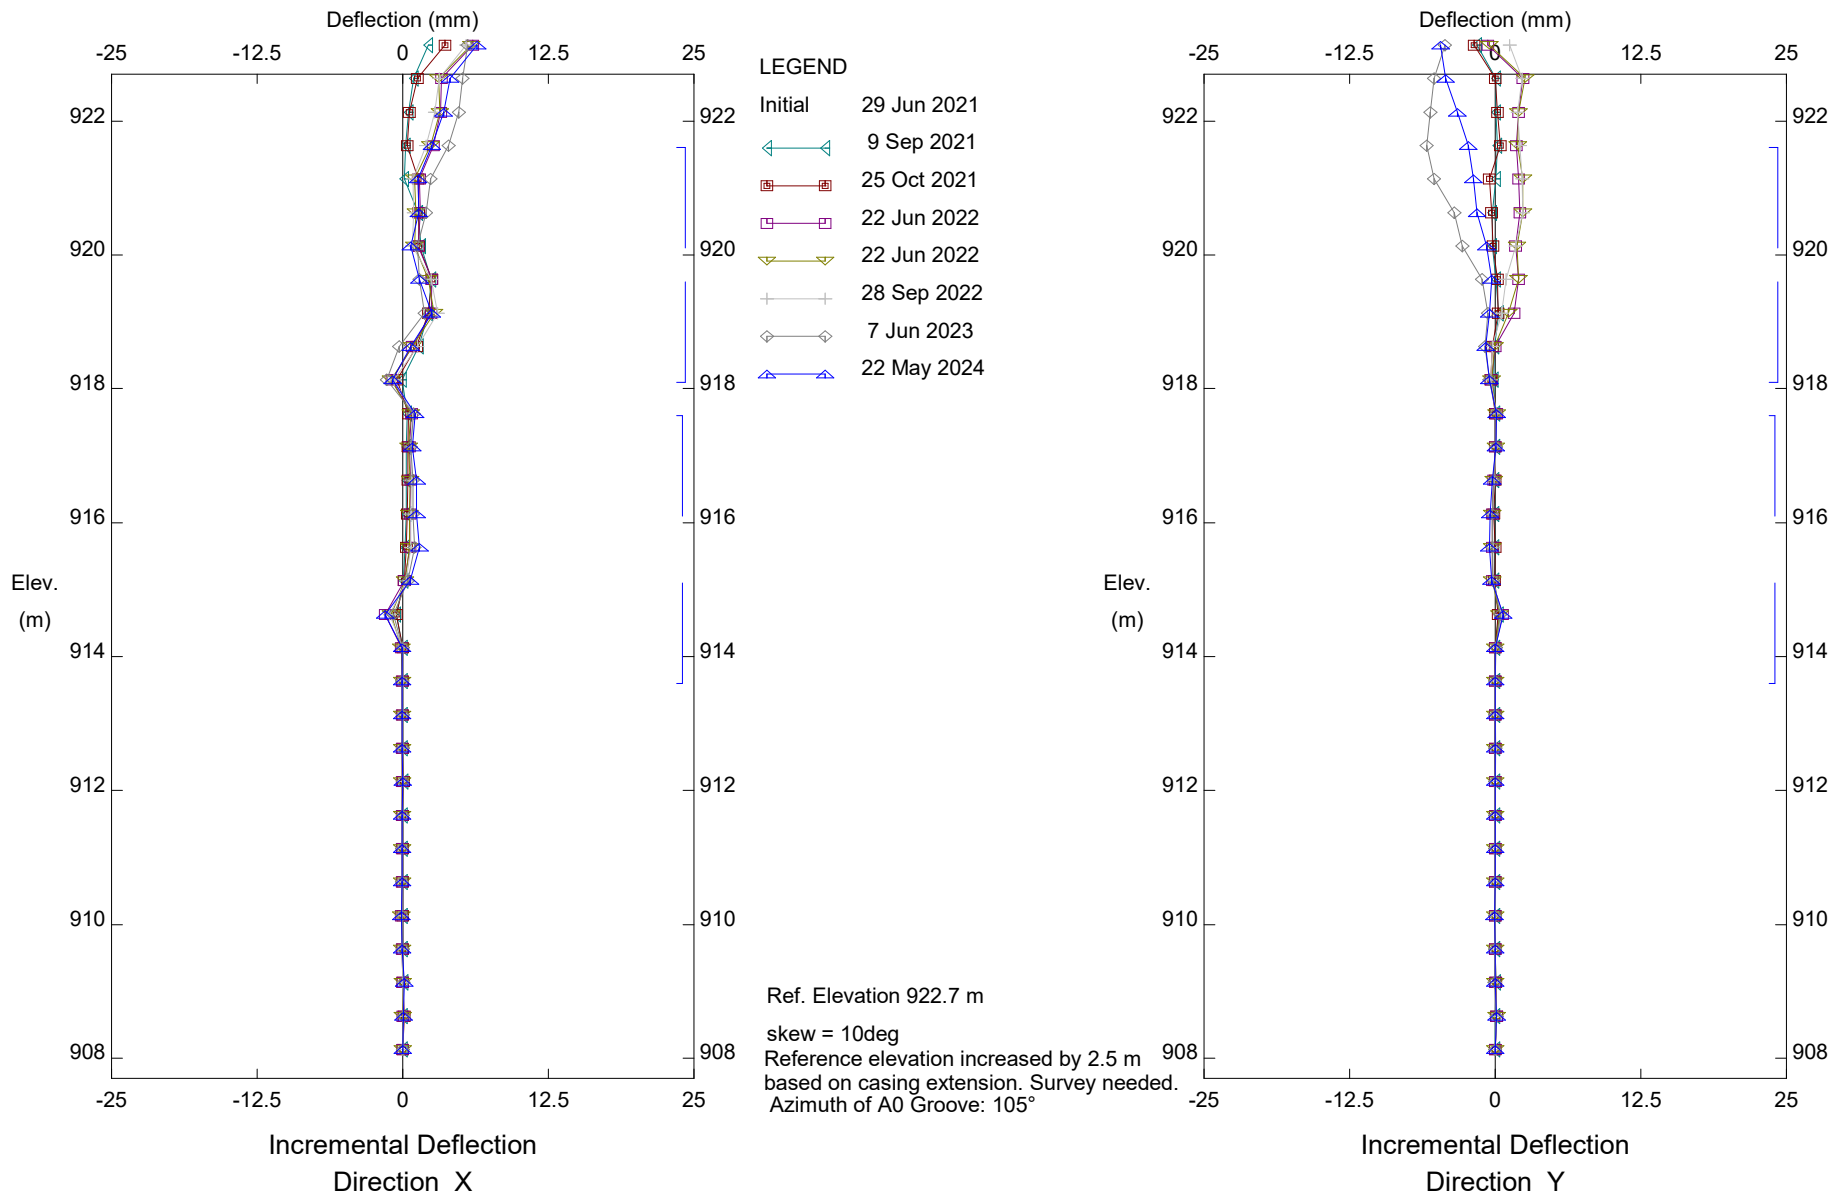 Deflection (mm)
-25 -12.5 0 12.5 25
922 922
920 920
918 918
916 916
Elev.
(m)
914 914
912 912
910 910
908 908
-25 -12.5 0 12.5 25
Incremental Deflection
Direction X
LEGEND
Initial 29 Jun 2021
9 Sep 2021
25 Oct 2021
22 Jun 2022
22 Jun 2022
28 Sep 2022
7 Jun 2023
22 May 2024
Ref. Elevation 922.7 m
skew = 10deg
Reference elevation increased by 2.5 m
based on casing extension. Survey needed.
Azimuth of A0 Groove: 105°
Deflection (mm)
-25 -12.5 0 12.5 25
922 922
920 920
918 918
916 916
Elev.
(m)
914 914
912 912
910 910
908 908
-25 -12.5 0 12.5 25
Incremental Deflection
Direction Y